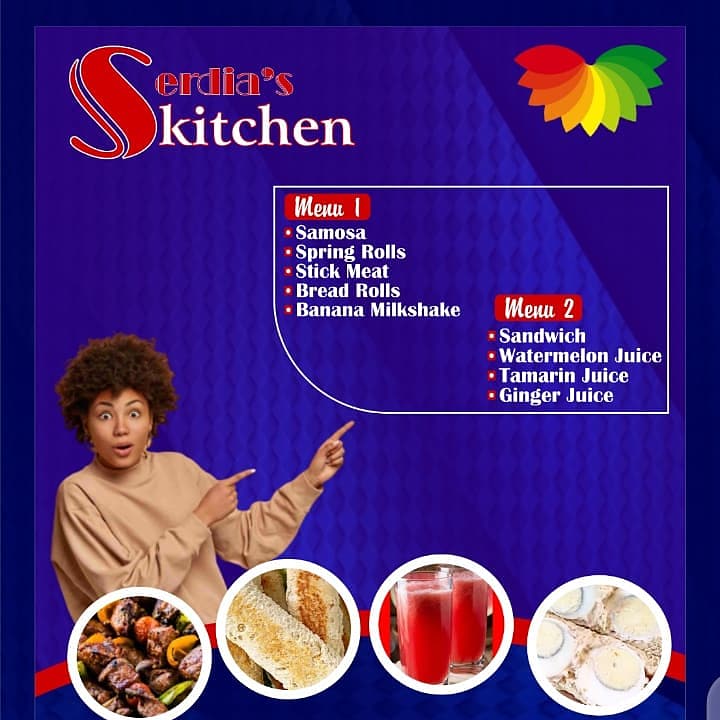 Serdia's
kitchen
Menu 1
Samosa
Spring Rolls
Stick Meat
Bread Rolls
Banana Milkshake
Menu 2
Sandwich
Watermelon Juice
Tamarin Juice
Ginger Juice